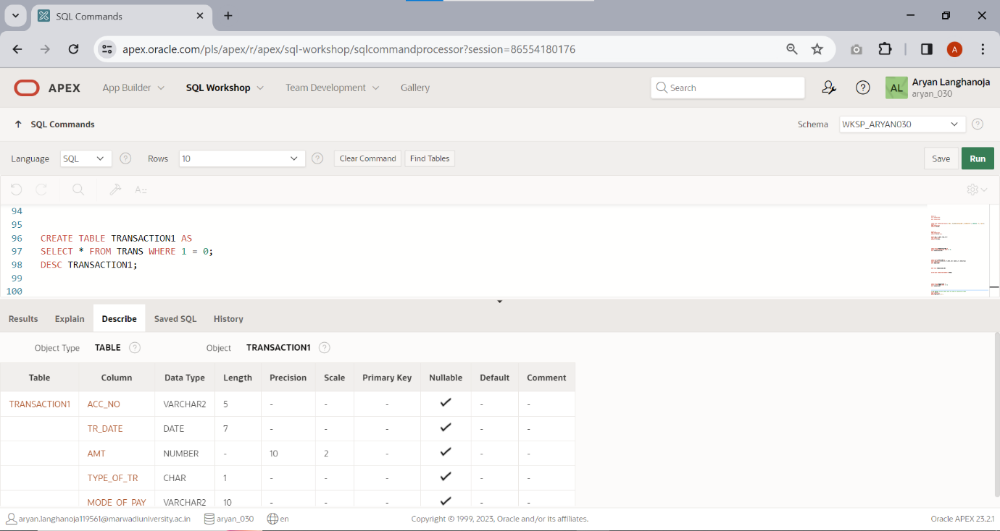 SQL Commands
apex.oracle.com/pls/apex/r/apex/sql-workshop/sqlcommandprocessor?session=86554180176
A
APEX App Builder SQL Workshop Team Development Gallery Search AL Aryan Langhanoja
aryan_030
SQL Commands Schema WKSP_ARYAN030 ?
Language SQL ? Rows 10 ? Clear Command Find Tables Save Run
94
95
96 CREATE TABLE TRANSACTION1 AS
97 SELECT * FROM TRANS WHERE 1 = 0;
98 DESC TRANSACTION1;
99
100
Results Explain Describe Saved SQL History
Object Type TABLE ? Object TRANSACTION1 ?
Table Column Data Type Length Precision Scale Primary Key Nullable Default Comment
TRANSACTION1 ACC_NO VARCHAR2 5 - - - ✓ - -
TR_DATE DATE 7 - - - ✓ - -
AMT NUMBER - 10 2 - ✓ - -
TYPE_OF_TR CHAR 1 - - - ✓ - -
MODE_OF_PAY VARCHAR2 10 - - - ✓ - -
aryan.langhanoja119561@marwadiuniversity.ac.in aryan_030 en Copyright © 1999, 2023, Oracle and/or its affiliates. Oracle APEX 23.2.1